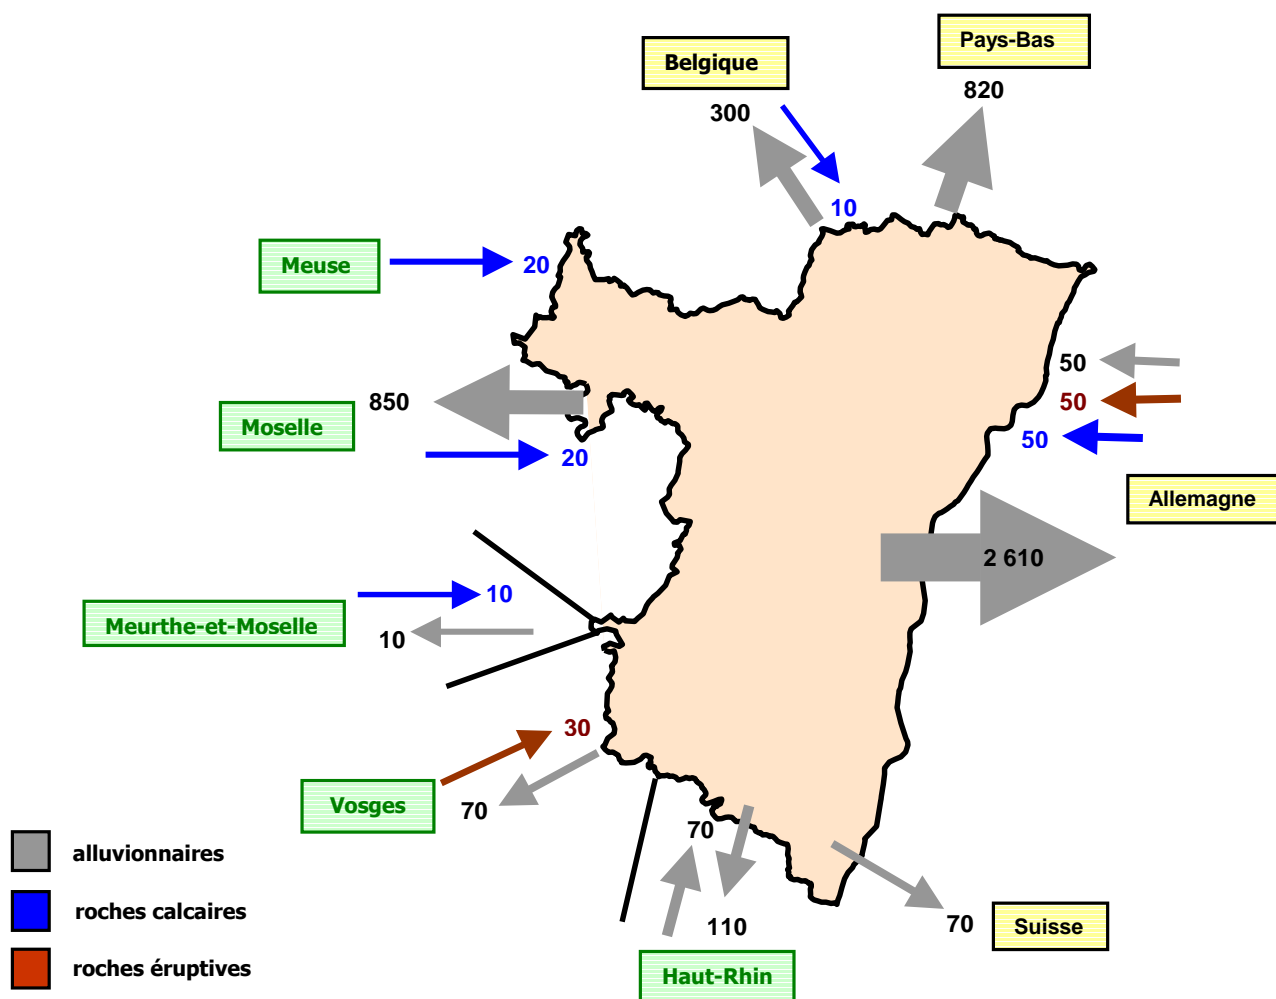 Pays-Bas
Belgique
820
300
10
Meuse
20
50
850
50
Moselle
50
20
Allemagne
2 610
10
Meurthe-et-Moselle
10
30
Vosges
70
70
alluvionnaires
roches calcaires
110
70
Suisse
roches éruptives
Haut-Rhin